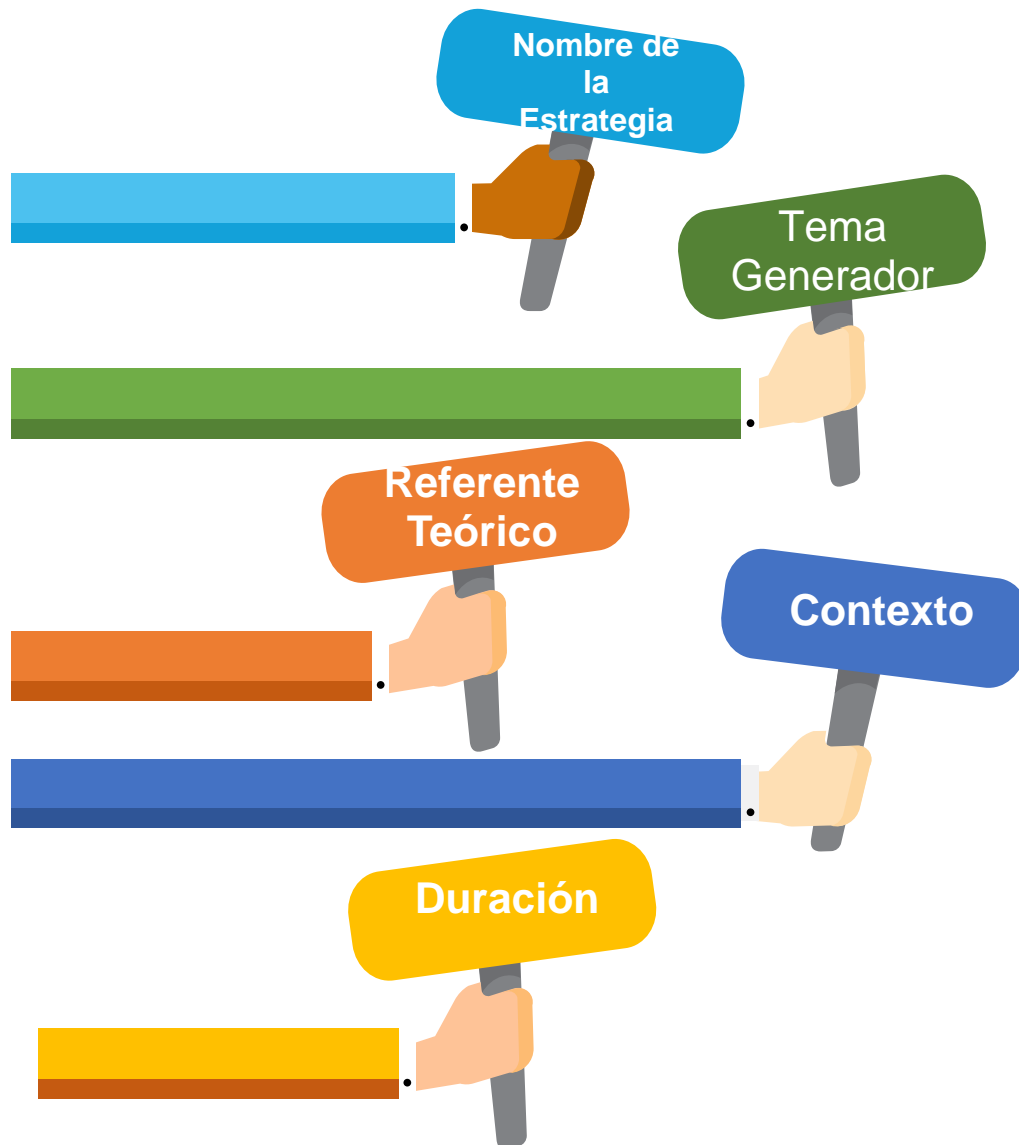 Nombre de
la
Estrategia
Tema
Generador
Referente
Teórico
Contexto
Duración